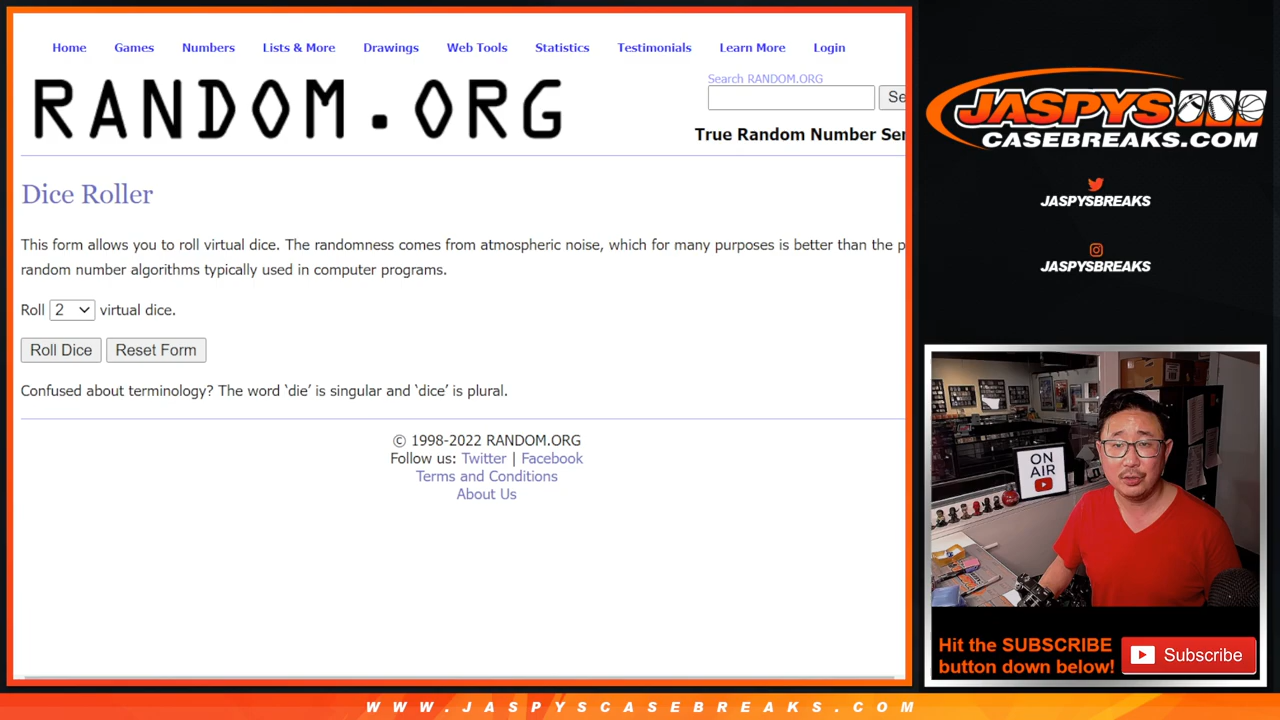 Home Games Numbers Lists & More Drawings Web Tools Statistics Testimonials Learn More Login
RANDOM.ORG
Search RANDOM.ORG
Se
True Random Number Ser
Dice Roller
This form allows you to roll virtual dice. The randomness comes from atmospheric noise, which for many purposes is better than the p
random number algorithms typically used in computer programs.
Roll 2 virtual dice.
Roll Dice Reset Form
Confused about terminology? The word ‘die’ is singular and ‘dice’ is plural.
© 1998-2022 RANDOM.ORG
Follow us: Twitter | Facebook
Terms and Conditions
About Us
JASPYS
CASEBREAKS.COM
JASPYSBREAKS
JASPYSBREAKS
ON
AIR
Hit the SUBSCRIBE
button down below!
Subscribe
WWW.JASPYSCASEBREAKS.COM